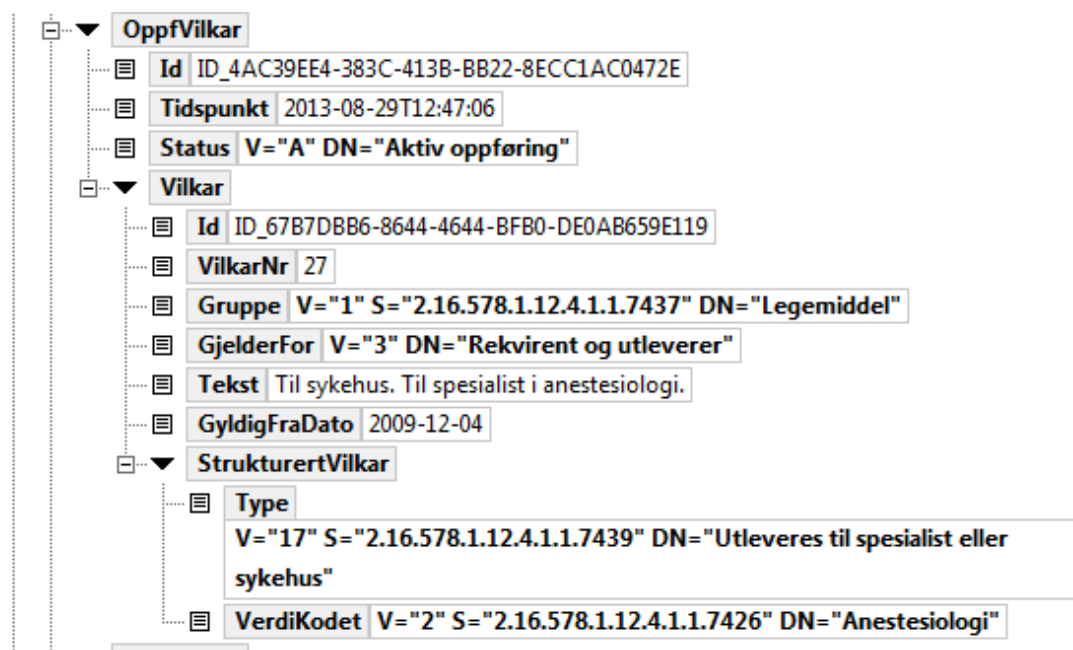 OppfVilkar
Id ID_4AC39EE4-383C-413B-BB22-8ECC1AC0472E
Tidspunkt 2013-08-29T12:47:06
Status V="A" DN="Aktiv oppføring"
Vilkar
Id ID_67B7DBB6-8644-4644-BFB0-DE0AB659E119
VilkarNr 27
Gruppe V="1" S="2.16.578.1.12.4.1.1.7437" DN="Legemiddel"
GjelderFor V="3" DN="Rekvirent og utleverer"
Tekst Til sykehus. Til spesialist i anestesiologi.
GyldigFraDato 2009-12-04
StrukturertVilkar
Type
V="17" S="2.16.578.1.12.4.1.1.7439" DN="Utleveres til spesialist eller
sykehus"
VerdiKodet V="2" S="2.16.578.1.12.4.1.1.7426" DN="Anestesiologi"